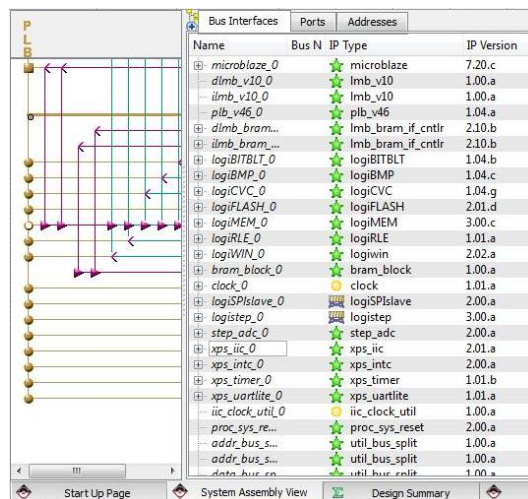 P
L
B
Bus Interfaces Ports Addresses
Name Bus N IP Type IP Version
microblaze_0 microblaze 7.20.c
dlmb_v10_0 lmb_v10 1.00.a
ilmb_v10_0 lmb_v10 1.00.a
plb_v46_0 plb_v46 1.04.a
dlmb_bram... lmb_bram_if_cntlr 2.10.b
ilmb_bram_... lmb_bram_if_cntlr 2.10.b
logiBITBLT_0 logiBITBLT 1.04.b
logiBMP_0 logiBMP 1.04.c
logiCVC_0 logiCVC 1.04.g
logiFLASH_0 logiFLASH 2.01.d
logiMEM_0 logiMEM 3.00.c
logiRLE_0 logiRLE 1.01.a
logiWIN_0 logiwin 2.02.a
bram_block_0 bram_block 1.00.a
clock_0 clock 1.01.a
logiSPIslave_0 logiSPIslave 2.00.a
logistep_0 logistep 3.00.a
step_adc_0 step_adc 2.00.a
xps_iic_0 xps_iic 2.01.a
xps_intc_0 xps_intc 2.00.a
xps_timer_0 xps_timer 1.01.b
xps_uartlite_0 xps_uartlite 1.01.a
iic_clock_util_0 iic_clock_util 1.00.a
proc_sys_re... proc_sys_reset 2.00.a
addr_bus_s... util_bus_split 1.00.a
addr_bus_s... util_bus_split 1.00.a
data_bus_sp... util_bus_split 1.00.a
Start Up Page System Assembly View Design Summary